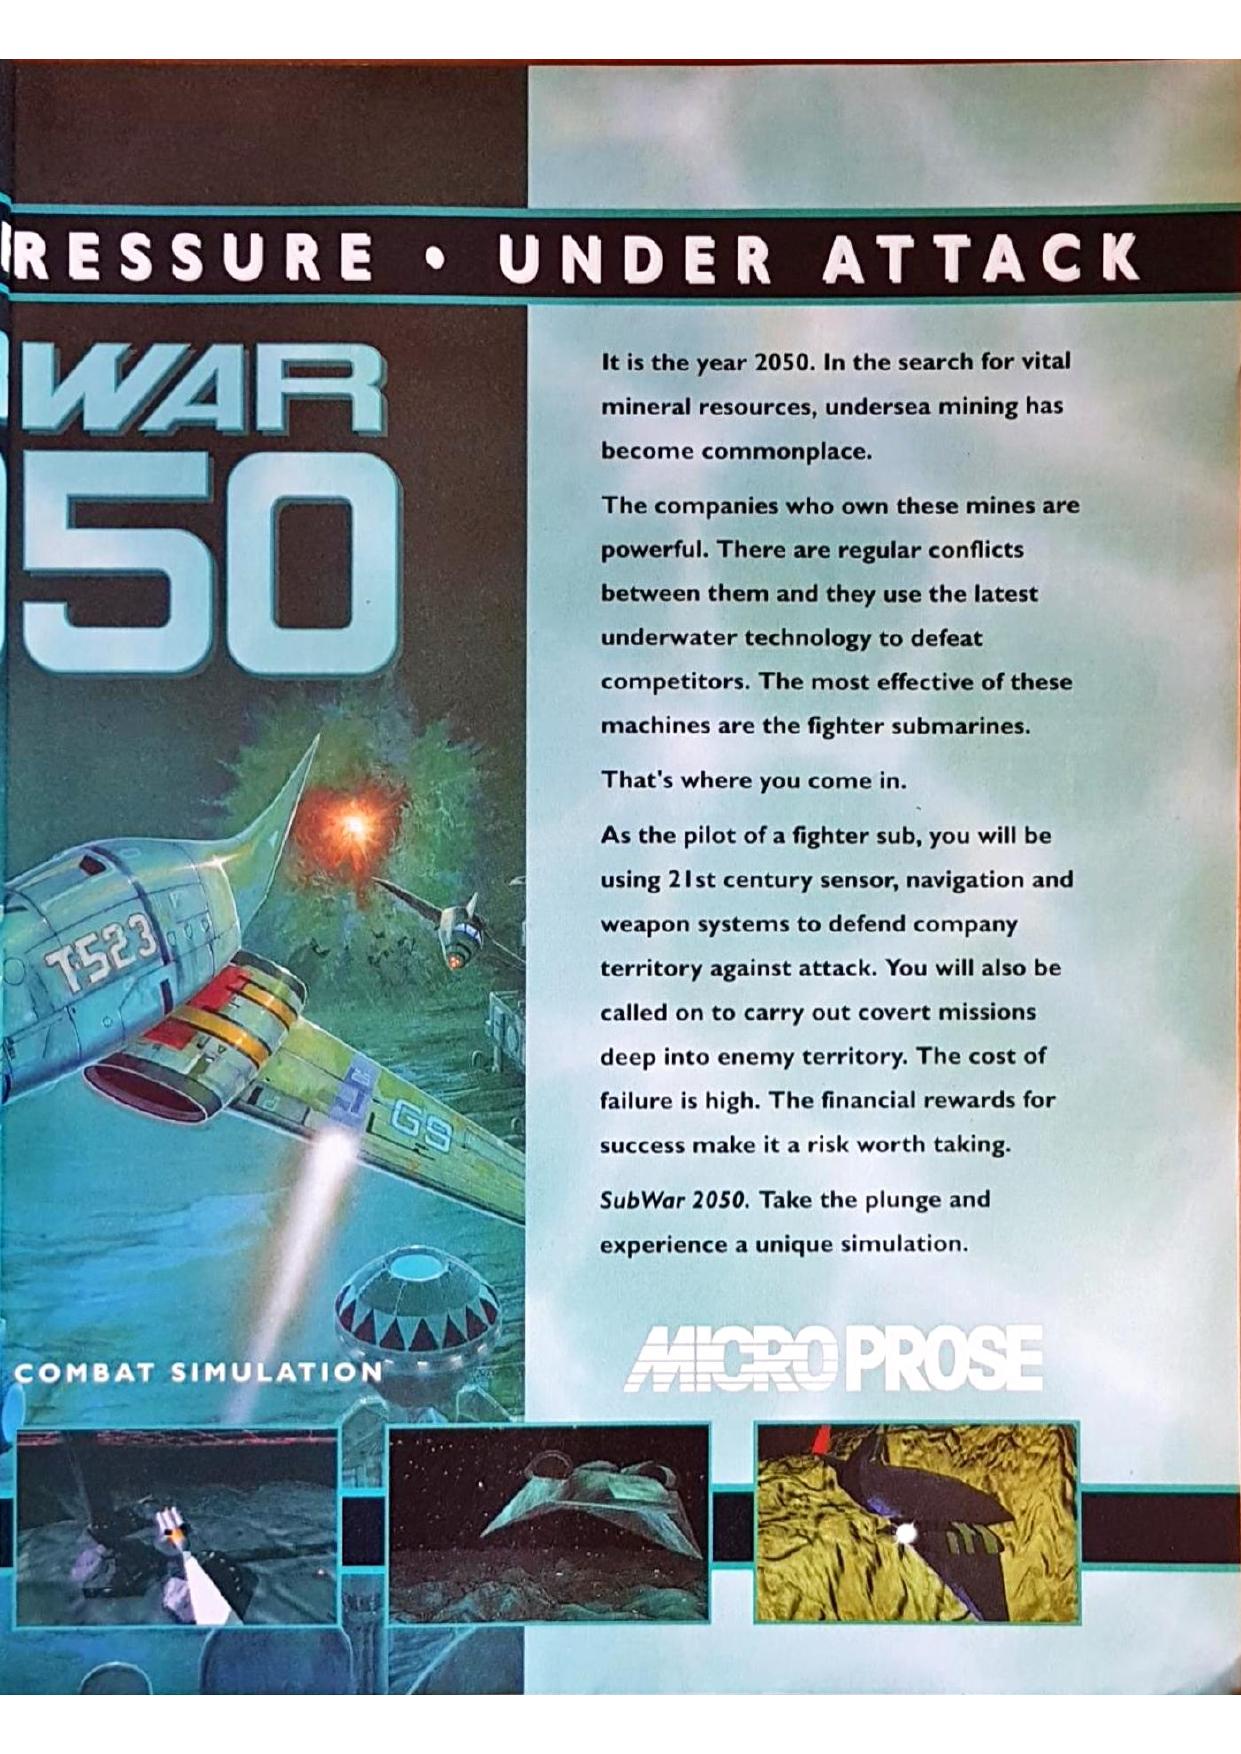 PRESSURE • UNDER ATTACK
WAR
50
It is the year 2050. In the search for vital
mineral resources, undersea mining has
become commonplace.
The companies who own these mines are
powerful. There are regular conflicts
between them and they use the latest
underwater technology to defeat
competitors. The most effective of these
machines are the fighter submarines.
That's where you come in.
As the pilot of a fighter sub, you will be
using 21st century sensor, navigation and
weapon systems to defend company
territory against attack. You will also be
called on to carry out covert missions
deep into enemy territory. The cost of
failure is high. The financial rewards for
success make it a risk worth taking.
SubWar 2050. Take the plunge and
experience a unique simulation.
T523
G9
MICROPROSE
COMBAT SIMULATION